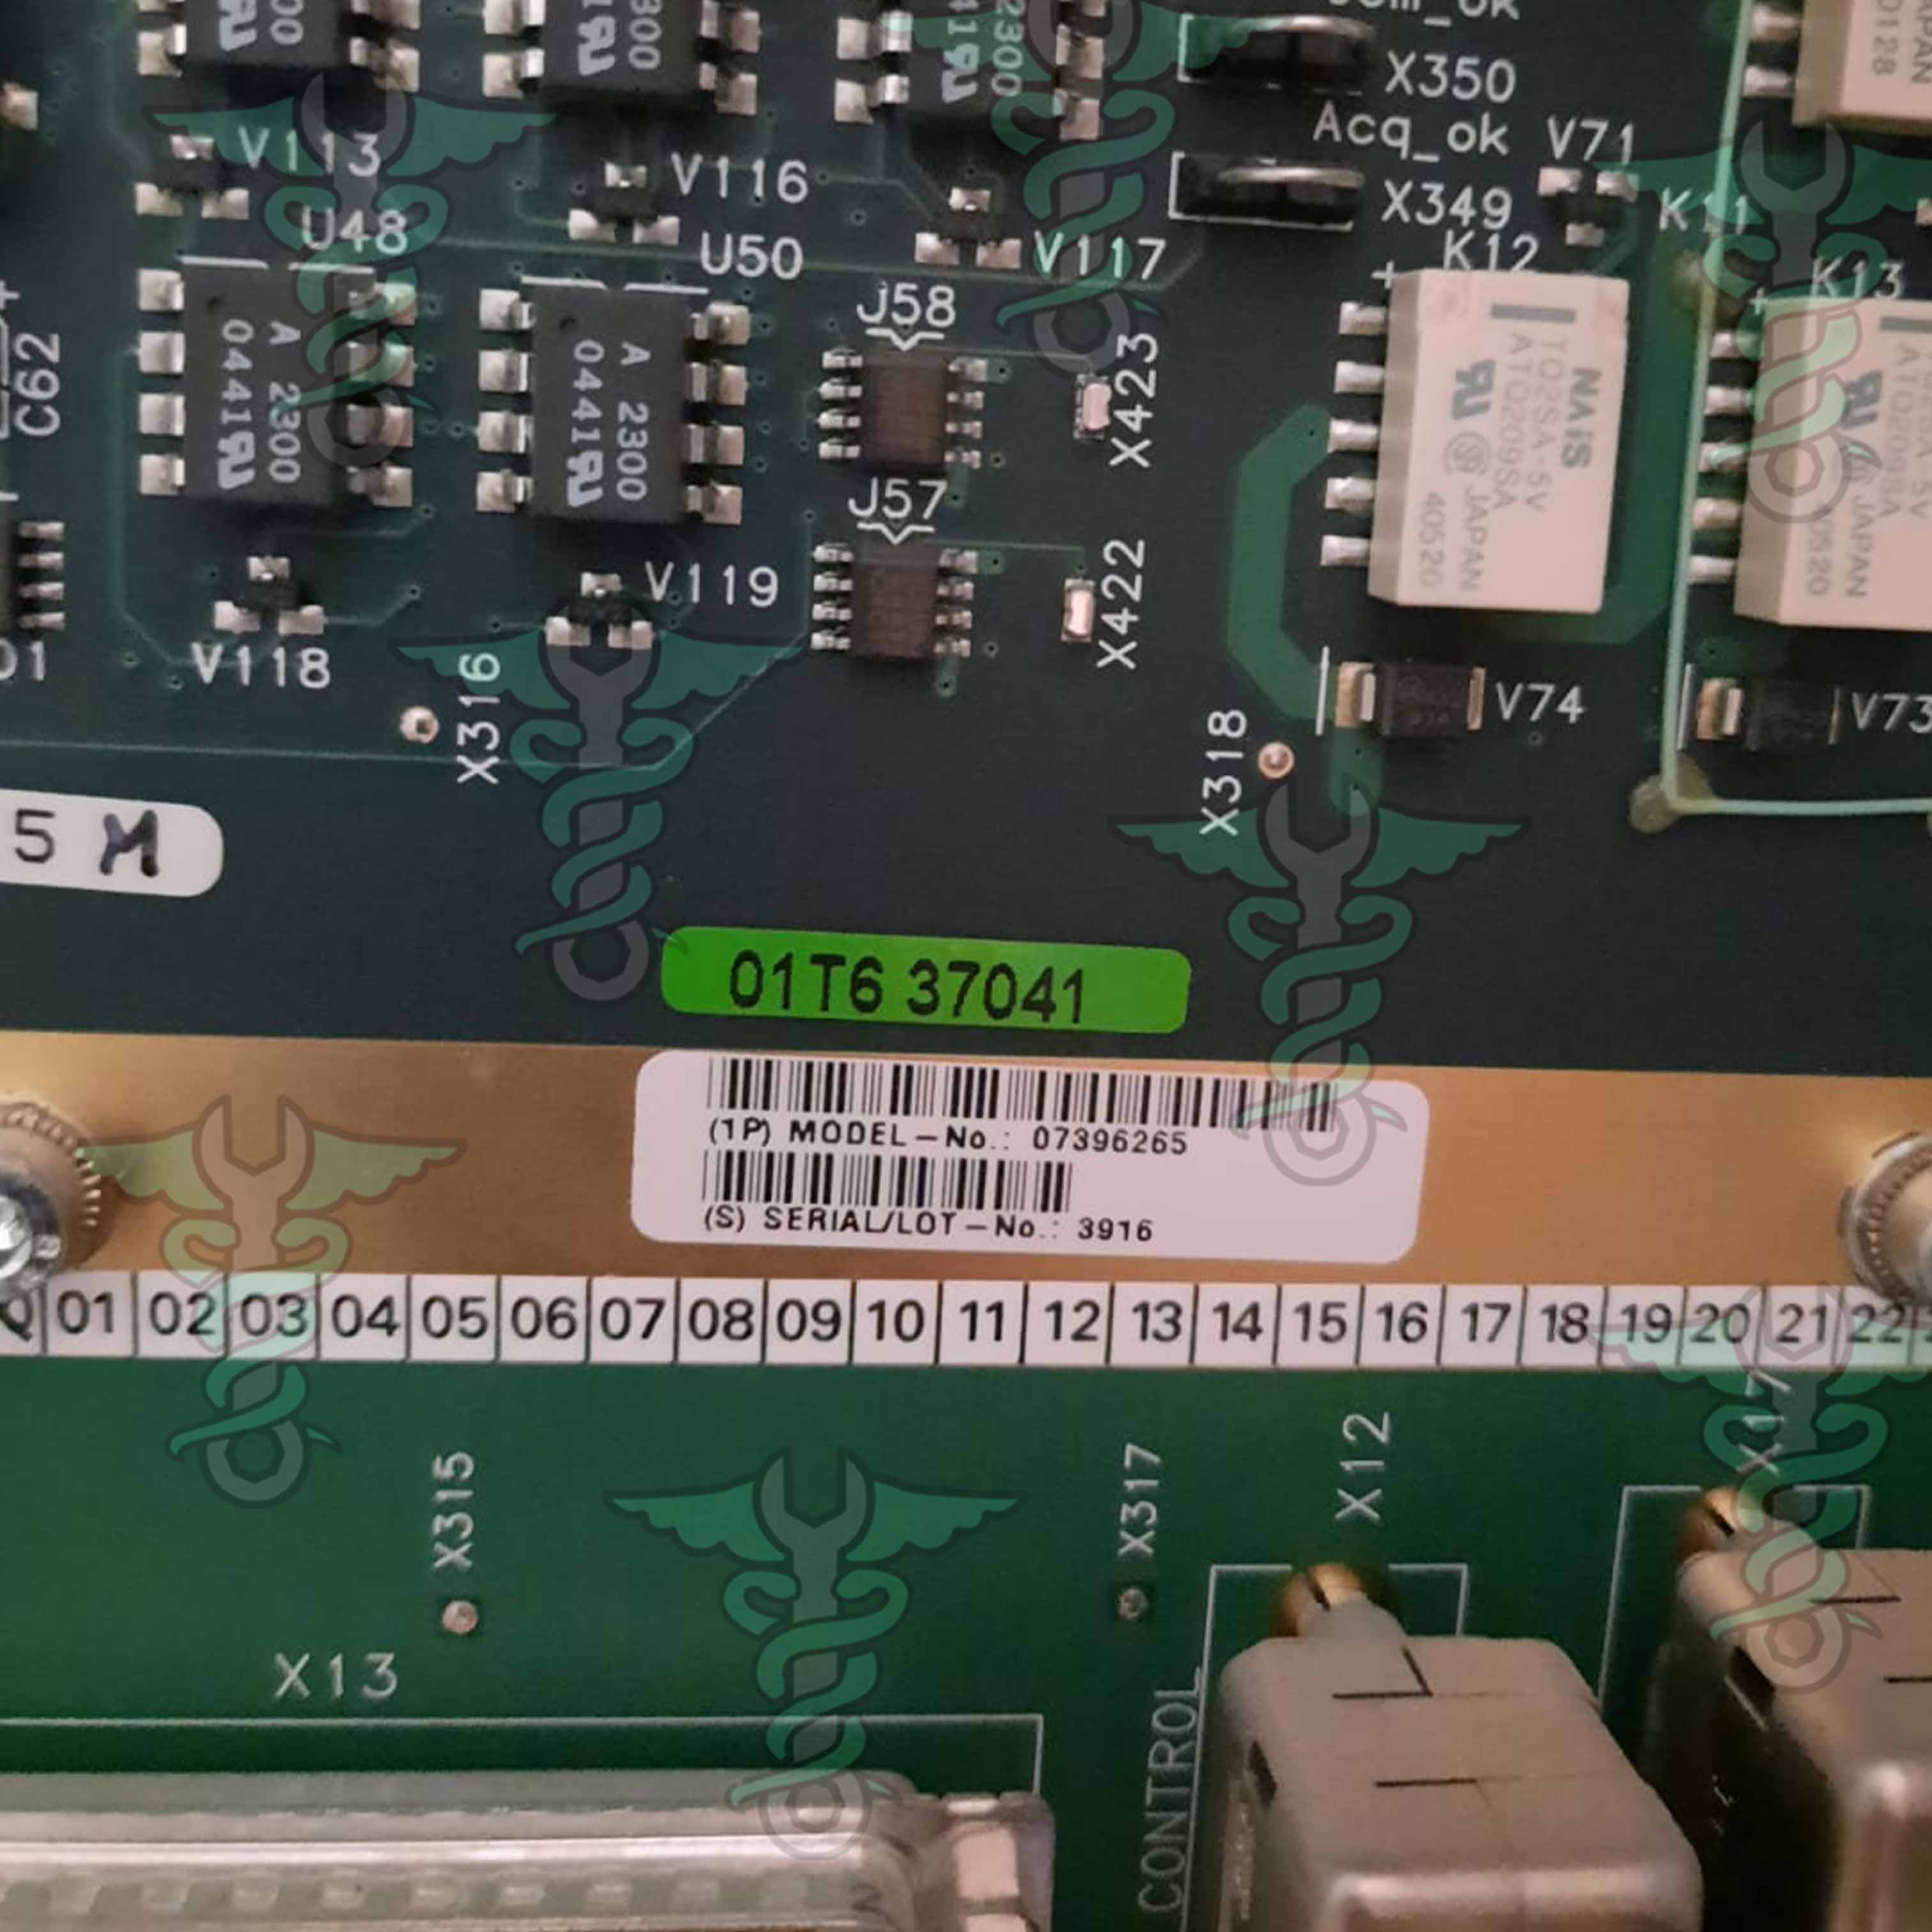 X350
Acq_ok
V71
V113
V116
X349
K11
U48
U50
V117
K12
J58
K13
A 2300
0441
A 2300
0441
C62
X423
NAiS
TQ2SA-5V
ATQ209SA
JAPAN
40520
J57
V119
X422
V118
X316
V74
V73
X318
5 M
01T6 37041
(1P) MODEL-No.: 07396265
(S) SERIAL/LOT-No.: 3916
01 02 03 04 05 06 07 08 09 10 11 12 13 14 15 16 17 18 19 20 21 22
X315
X317
X12
X17
X13
CONTROL